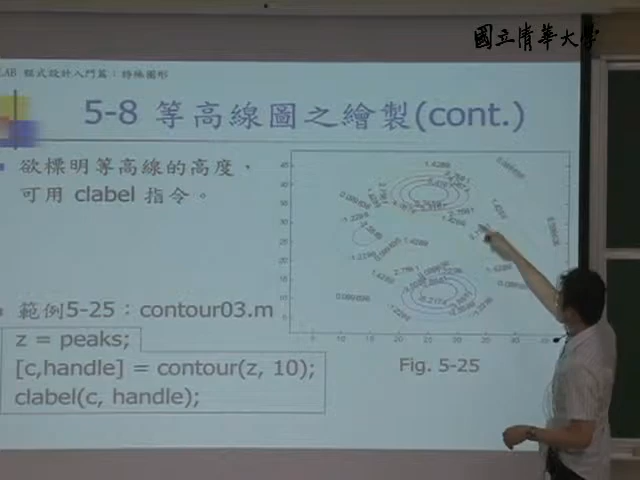 國立清華大學
LAB 程式設計入門篇：特殊圖形
5-8 等高線圖之繪製(cont.)
欲標明等高線的高度，
可用 clabel 指令。
範例5-25：contour03.m
z = peaks;
[c,handle] = contour(z, 10);
clabel(c, handle);
Fig. 5-25